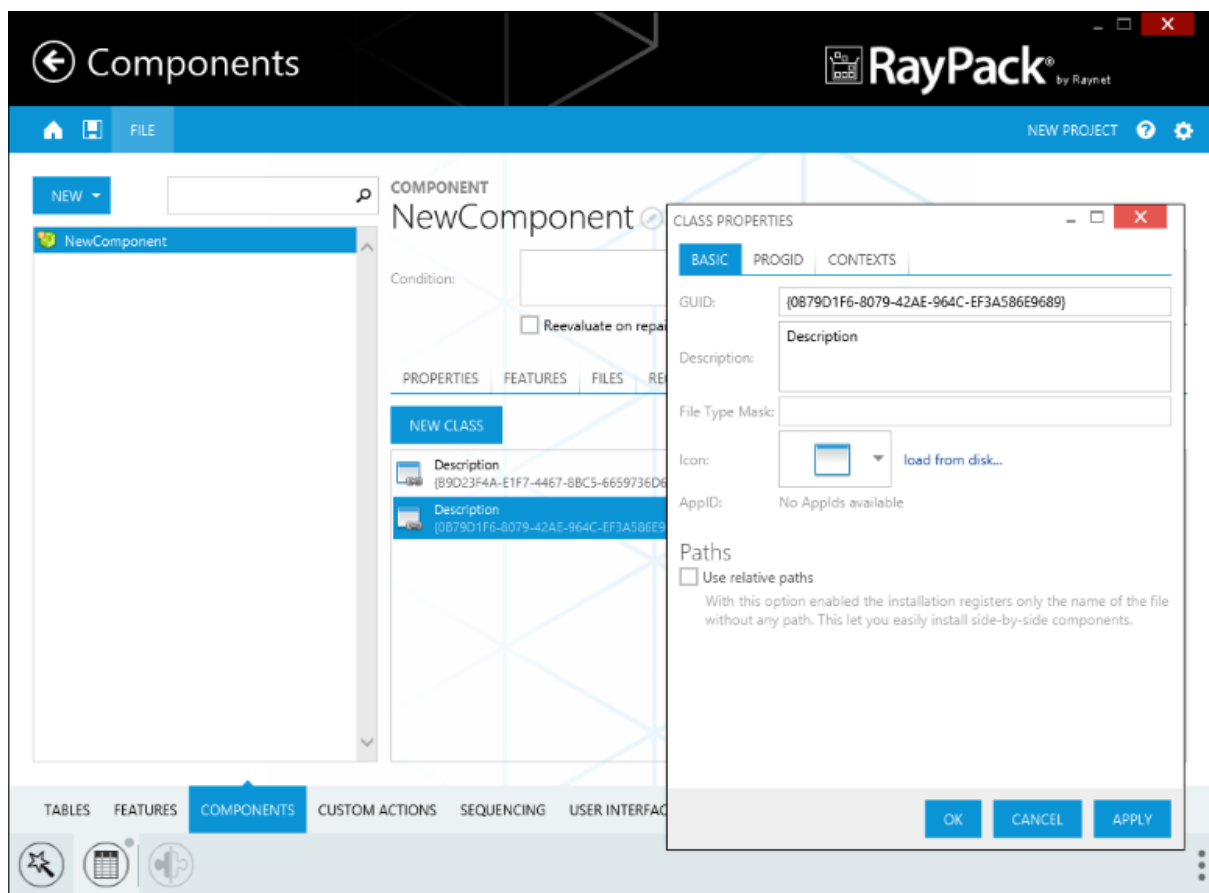 Components
RayPack® by Raynet
FILE
NEW PROJECT
NEW
COMPONENT
NewComponent
NewComponent
Condition:
Reevaluate on repai
PROPERTIES FEATURES FILES RE
NEW CLASS
Description
{B9D23F4A-E1F7-4467-8BC5-6659736D6
Description
{0B79D1F6-8079-42AE-964C-EF3A586E9
CLASS PROPERTIES
BASIC PROGID CONTEXTS
GUID: {0B79D1F6-8079-42AE-964C-EF3A586E9689}
Description: Description
File Type Mask:
Icon: load from disk...
AppID: No AppIds available
Paths
Use relative paths
With this option enabled the installation registers only the name of the file
without any path. This let you easily install side-by-side components.
OK CANCEL APPLY
TABLES FEATURES COMPONENTS CUSTOM ACTIONS SEQUENCING USER INTERFAC